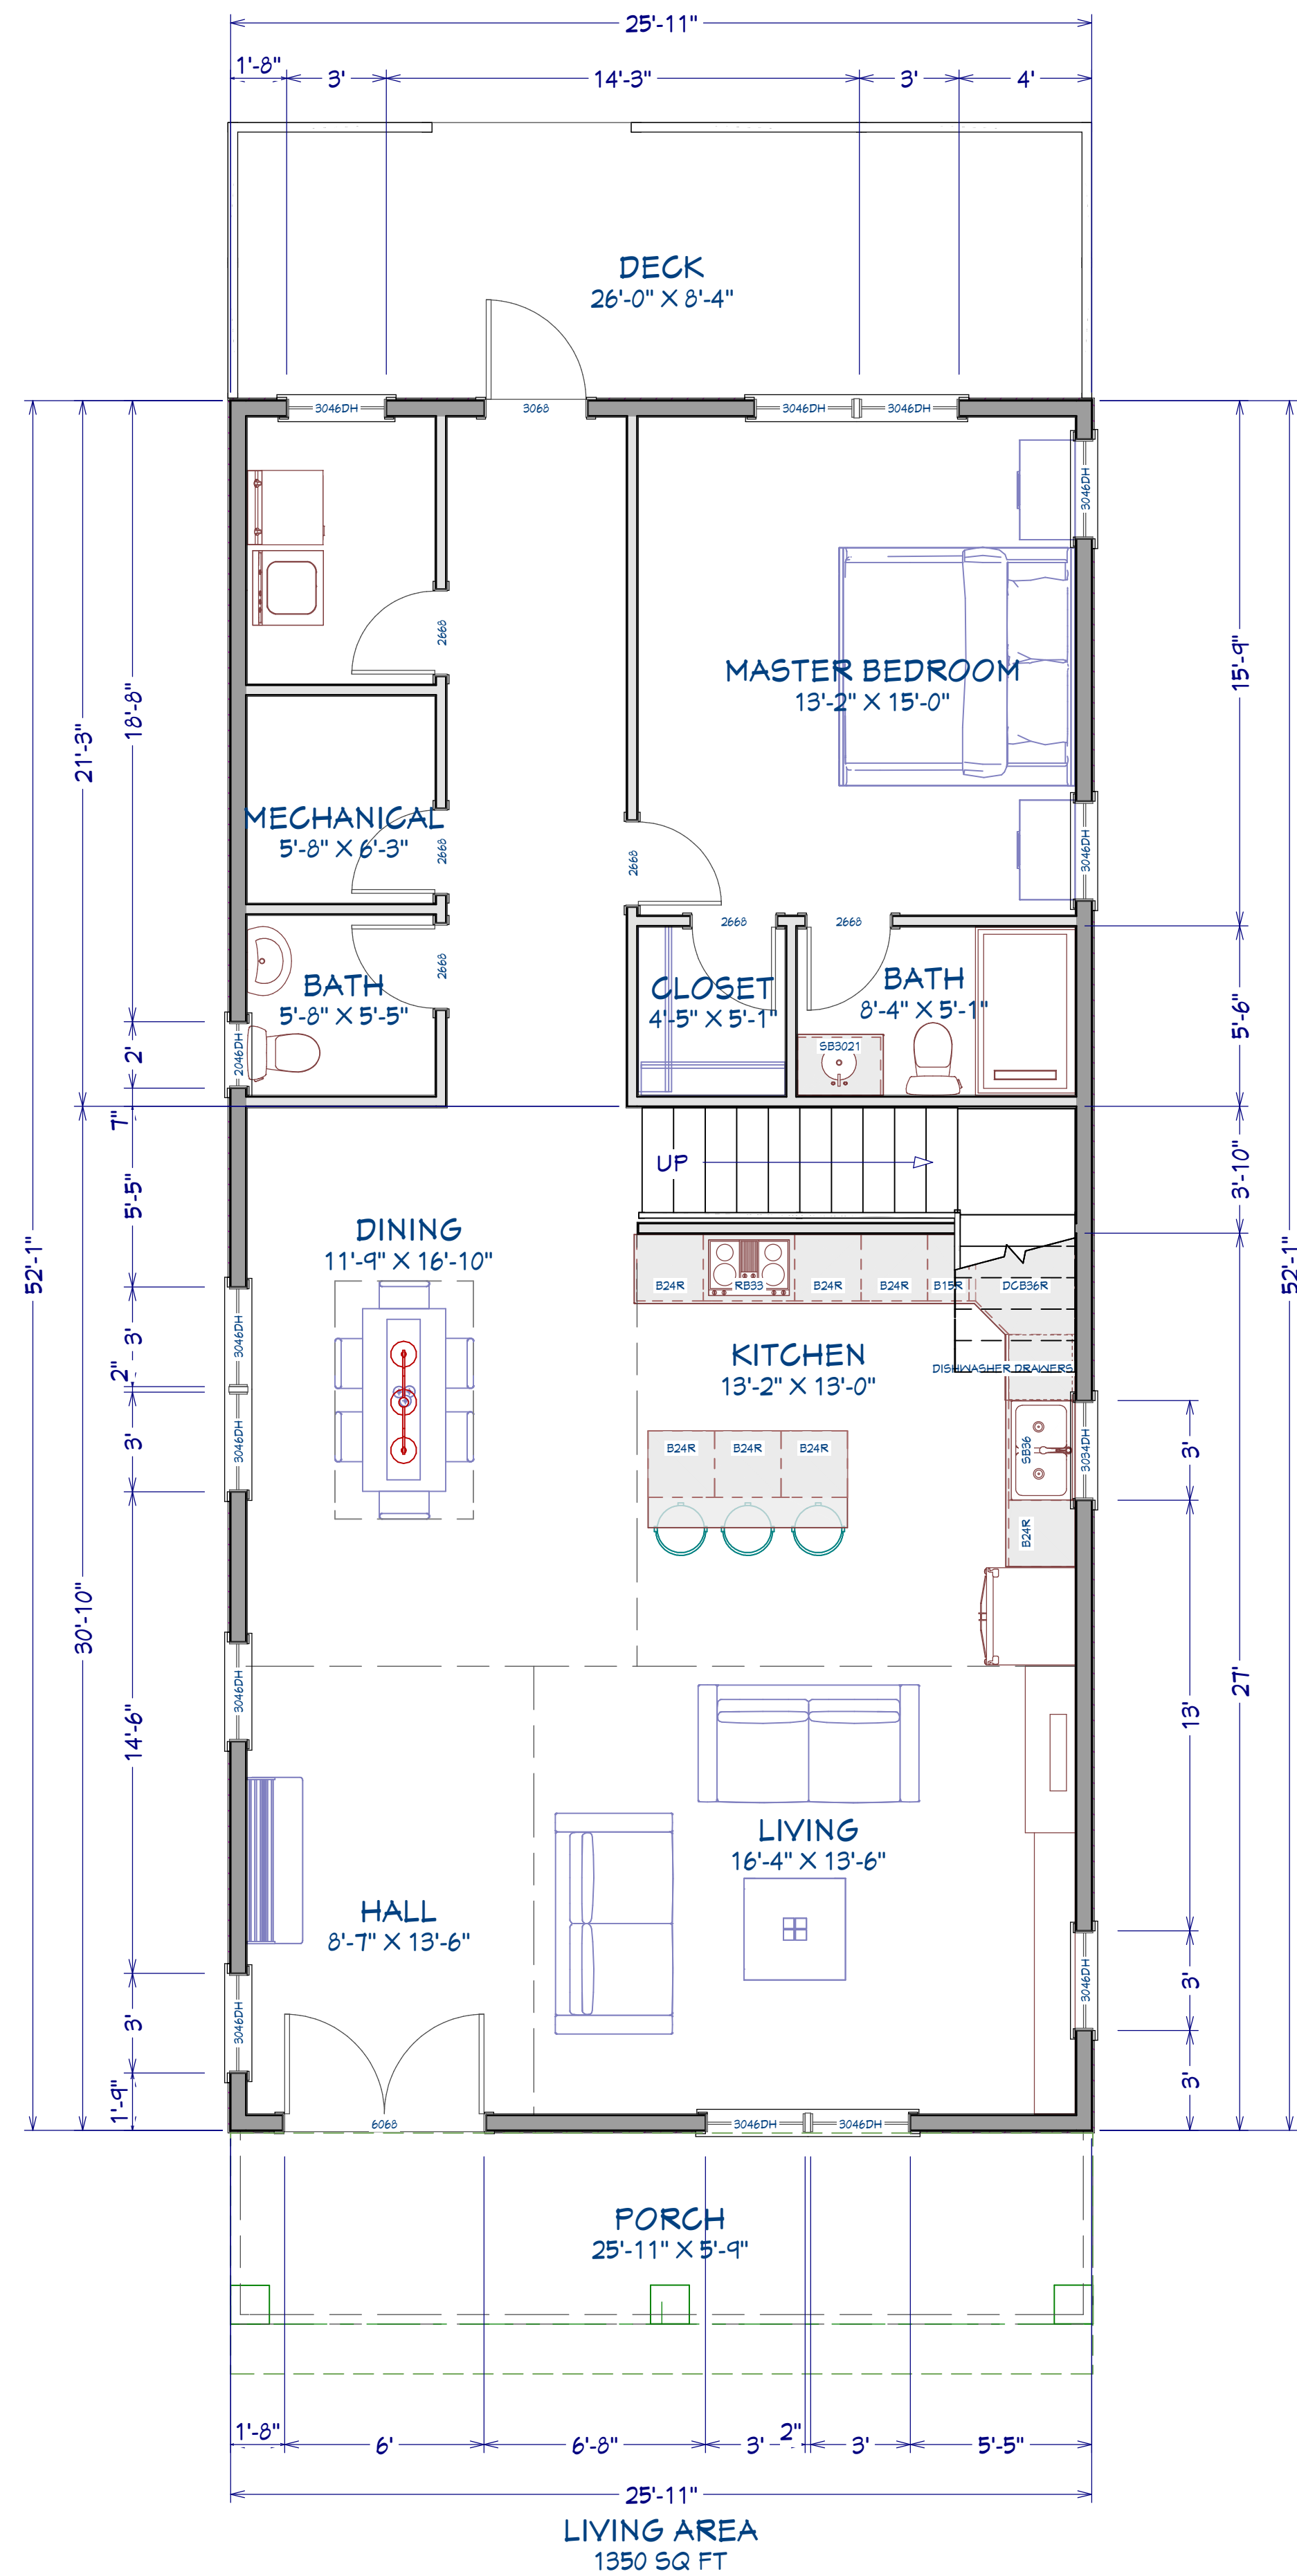 25'-11"
1'-8" 3' 14'-3" 3' 4'
DECK
26'-0" X 8'-4"
3046DH 3068 3046DH 3046DH
3046DH
2668
MASTER BEDROOM
13'-2" X 15'-0"
15'-9"
18'-8"
21'-3"
MECHANICAL
5'-8" X 6'-3"
2668
2668
3046DH
2668 2668
2668
BATH
5'-8" X 5'-5"
CLOSET
4'-5" X 5'-1"
BATH
8'-4" X 5'-1"
SB3021
5'-6"
2046DH
2'
7"
5'-5"
UP
3'-10"
DINING
11'-9" X 16'-10"
52'-1"
52'-1"
B24R RB33 B24R B24R B15R DCB36R
3046DH
3'
2"
KITCHEN
13'-2" X 13'-0"
DISHWASHER DRAWERS
3046DH
3'
B24R B24R B24R
SB36
3034DH
3'
B24R
30'-10"
3046DH
14'-6"
27'
13'
LIVING
16'-4" X 13'-6"
HALL
8'-7" X 13'-6"
3046DH
3'
3046DH
3'
1'-9"
3'
6068 3046DH 3046DH
PORCH
25'-11" X 5'-9"
1'-8" 6' 6'-8" 3' 2" 3' 5'-5"
25'-11"
LIVING AREA
1350 SQ FT